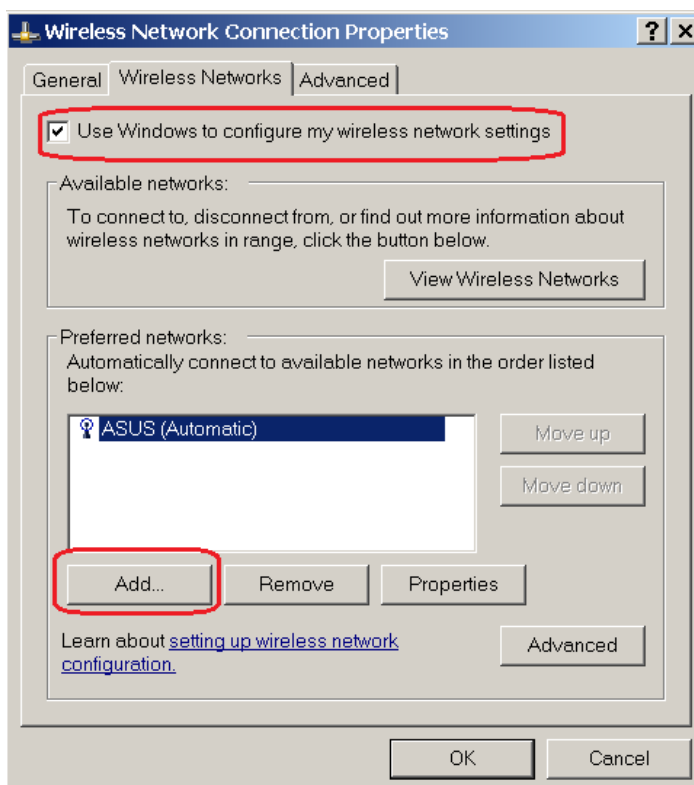 Wireless Network Connection Properties
General Wireless Networks Advanced
Use Windows to configure my wireless network settings
Available networks:
To connect to, disconnect from, or find out more information about
wireless networks in range, click the button below.
View Wireless Networks
Preferred networks:
Automatically connect to available networks in the order listed
below:
ASUS (Automatic)
Move up
Move down
Add... Remove Properties
Learn about setting up wireless network
configuration.
Advanced
OK Cancel